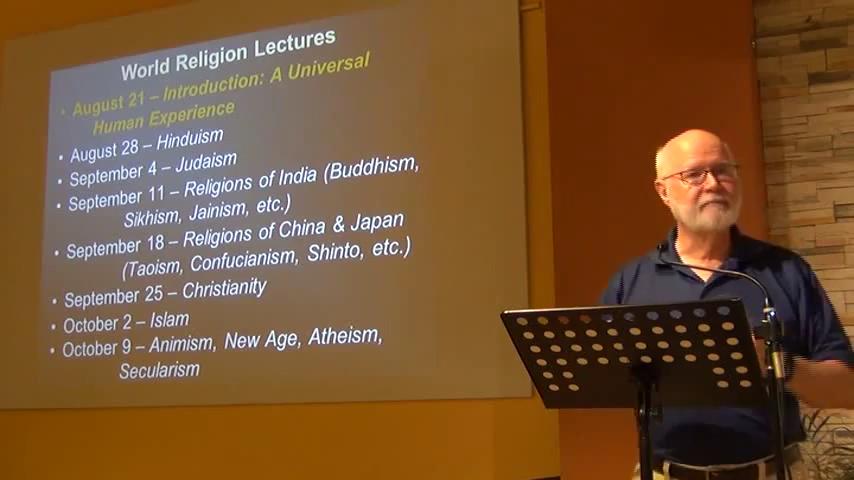 World Religion Lectures
• August 21 – Introduction: A Universal
Human Experience
• August 28 – Hinduism
• September 4 – Judaism
• September 11 – Religions of India (Buddhism,
Sikhism, Jainism, etc.)
• September 18 – Religions of China & Japan
(Taoism, Confucianism, Shinto, etc.)
• September 25 – Christianity
• October 2 – Islam
• October 9 – Animism, New Age, Atheism,
Secularism